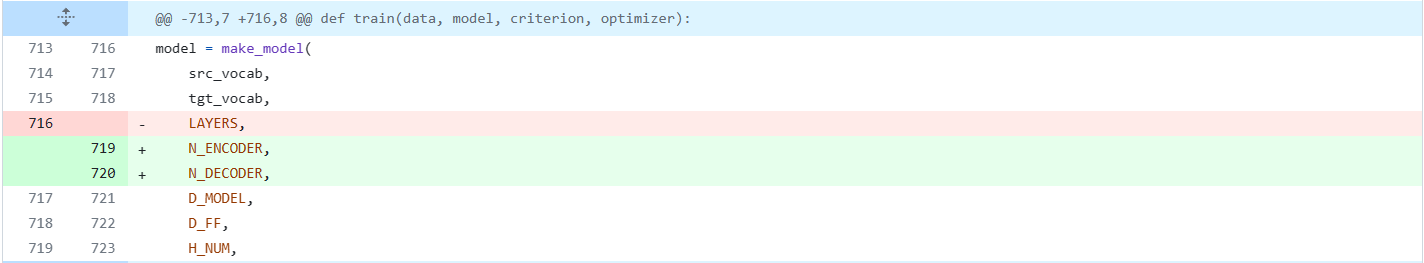 @@ -713,7 +716,8 @@ def train(data, model, criterion, optimizer):
713 716 model = make_model(
714 717 src_vocab,
715 718 tgt_vocab,
716 - LAYERS,
719 + N_ENCODER,
720 + N_DECODER,
717 721 D_MODEL,
718 722 D_FF,
719 723 H_NUM,